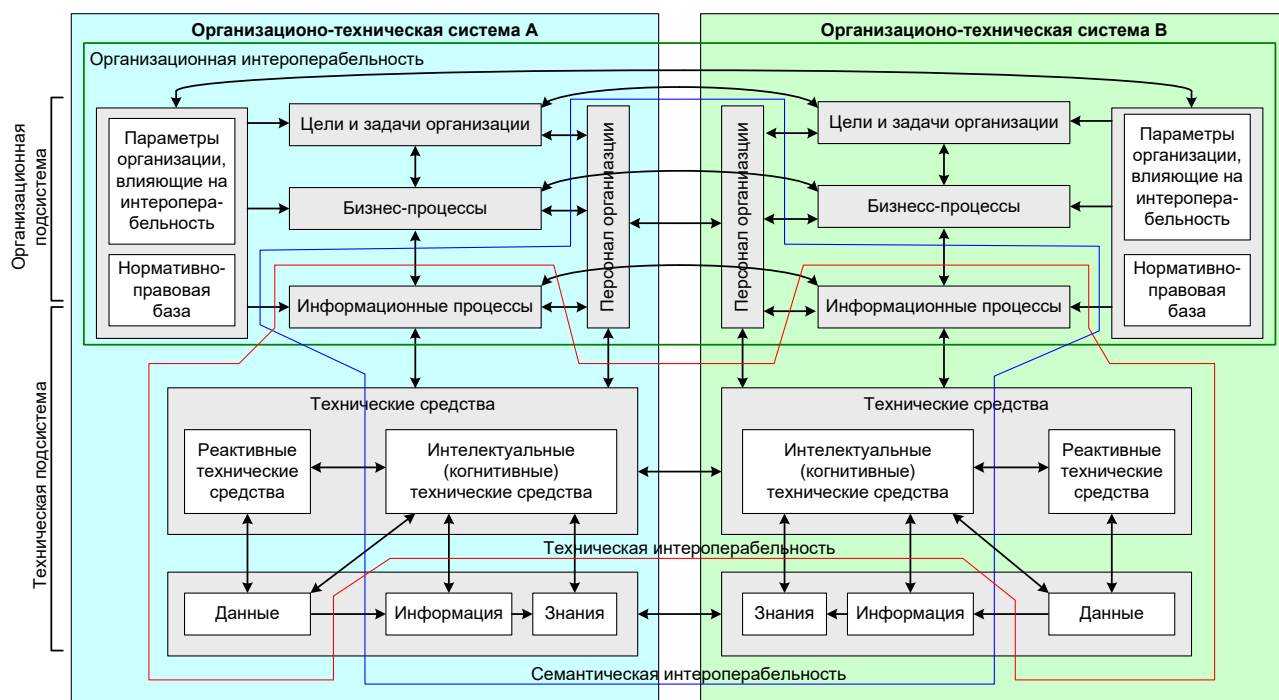 Организационо-техническая система A
Организационо-техническая система B
Организационная интероперабельность
Организационная
подсистема
Техническая подсистема
Параметры
организации,
влияющие на
интеропера-
бельность
Нормативно-
правовая
база
Цели и задачи организации
Бизнес-процессы
Информационные процессы
Персонал органиазции
Персонал организации
Цели и задачи организации
Бизнесс-процессы
Информационные процессы
Параметры
организации,
влияющие на
интеропера-
бельность
Нормативно-
правовая
база
Технические средства
Реактивные
технические
средства
Интелектуальные
(когнитивные)
технические средства
Технические средства
Интелектуальные
(когнитивные)
технические средства
Реактивные
технические
средства
Техническая интероперабельность
Данные
Информация
Знания
Знания
Информация
Данные
Семантическая интероперабельность